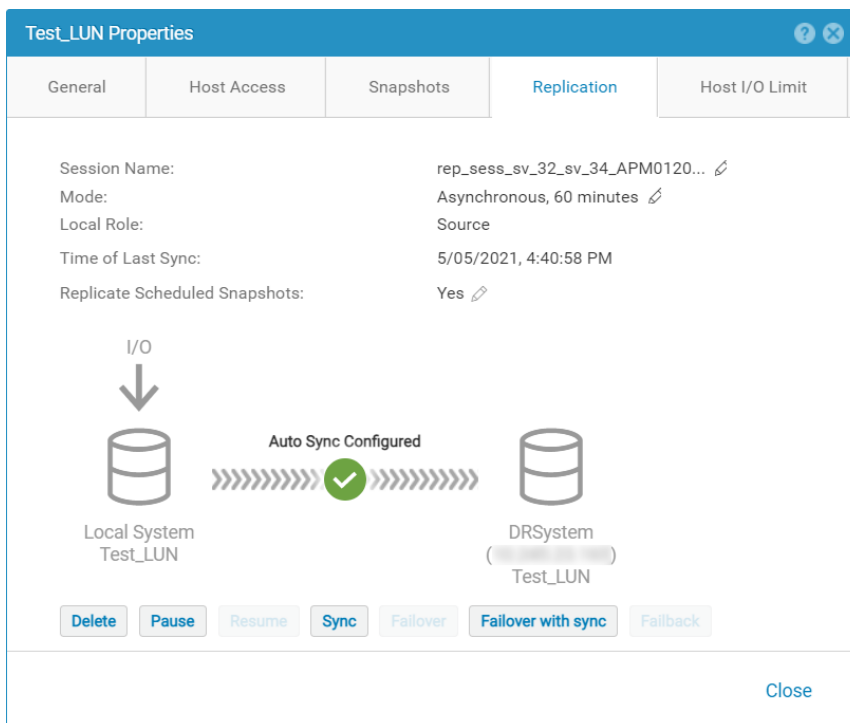 Test_LUN Properties
General Host Access Snapshots Replication Host I/O Limit
Session Name: rep_sess_sv_32_sv_34_APM0120...
Mode: Asynchronous, 60 minutes
Local Role: Source
Time of Last Sync: 5/05/2021, 4:40:58 PM
Replicate Scheduled Snapshots: Yes
I/O
Auto Sync Configured
Local System DRSystem
Test_LUN ( )
Test_LUN
Delete Pause Resume Sync Failover Failover with sync Failback
Close